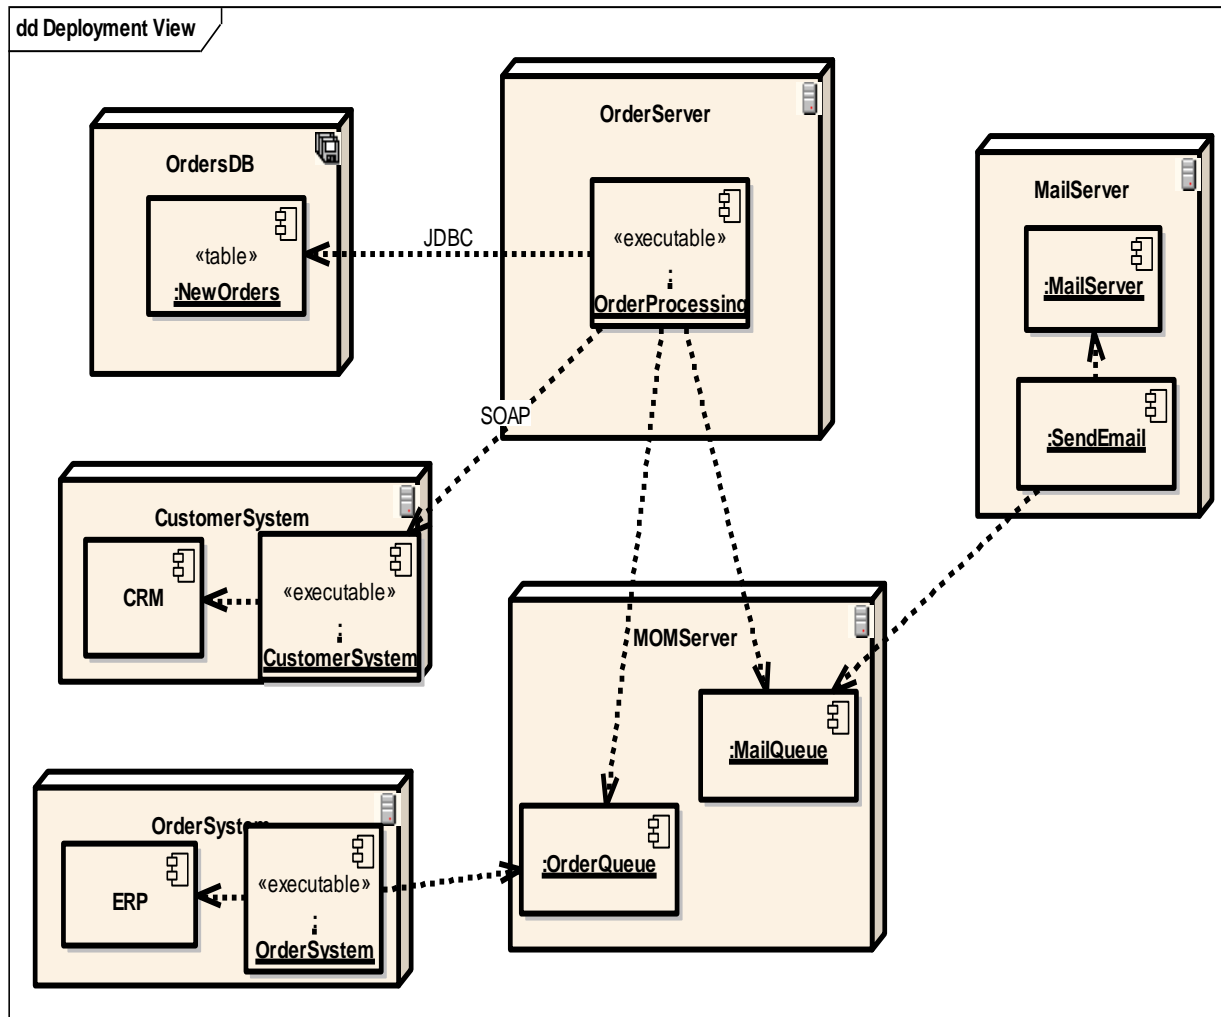 dd Deployment View
OrderServer
OrdersDB
MailServer
«executable»
:
OrderProcessing
JDBC
«table»
:NewOrders
:MailServer
SOAP
:SendEmail
CustomerSystem
CRM
«executable»
:
CustomerSystem
MOMServer
:MailQueue
OrderSystem
ERP
«executable»
:
OrderSystem
:OrderQueue